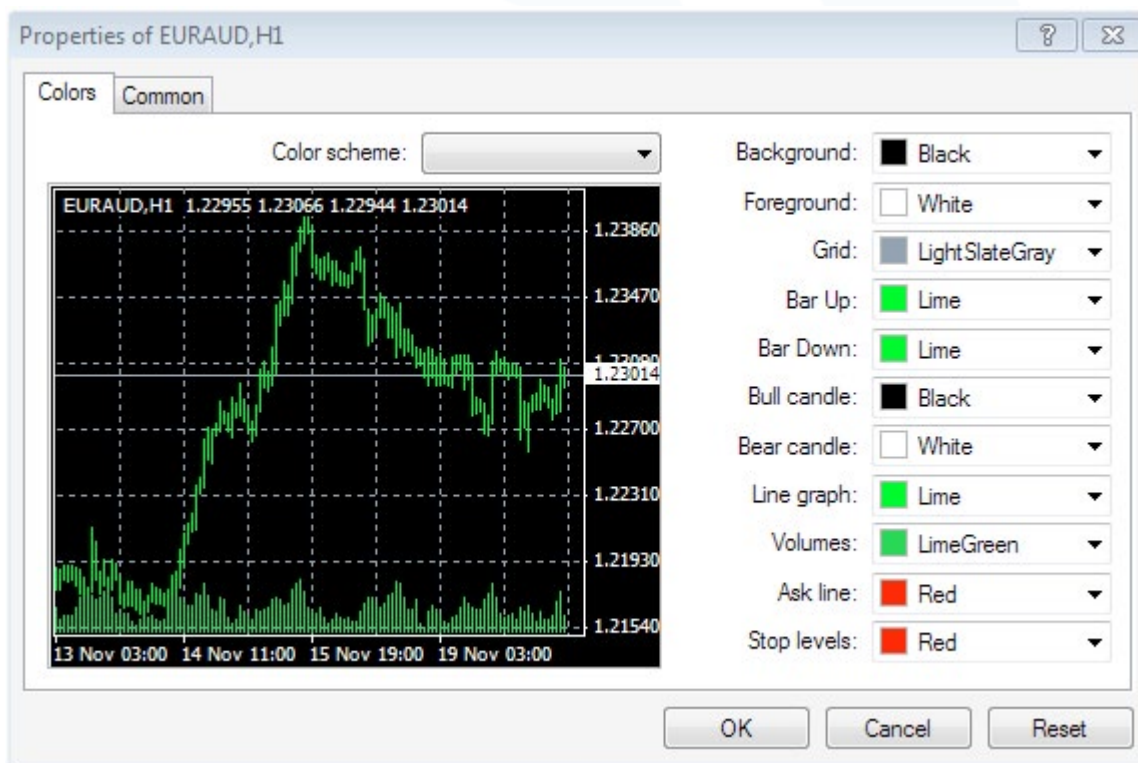 Properties of EURAUD,H1
Colors
Common
Color scheme:
EURAUD,H1 1.22955 1.23066 1.22944 1.23014
1.23860
1.23470
1.23090
1.23014
1.22700
1.22310
1.21930
1.21540
13 Nov 03:00 14 Nov 11:00 15 Nov 19:00 19 Nov 03:00
Background: Black
Foreground: White
Grid: LightSlateGray
Bar Up: Lime
Bar Down: Lime
Bull candle: Black
Bear candle: White
Line graph: Lime
Volumes: LimeGreen
Ask line: Red
Stop levels: Red
OK
Cancel
Reset